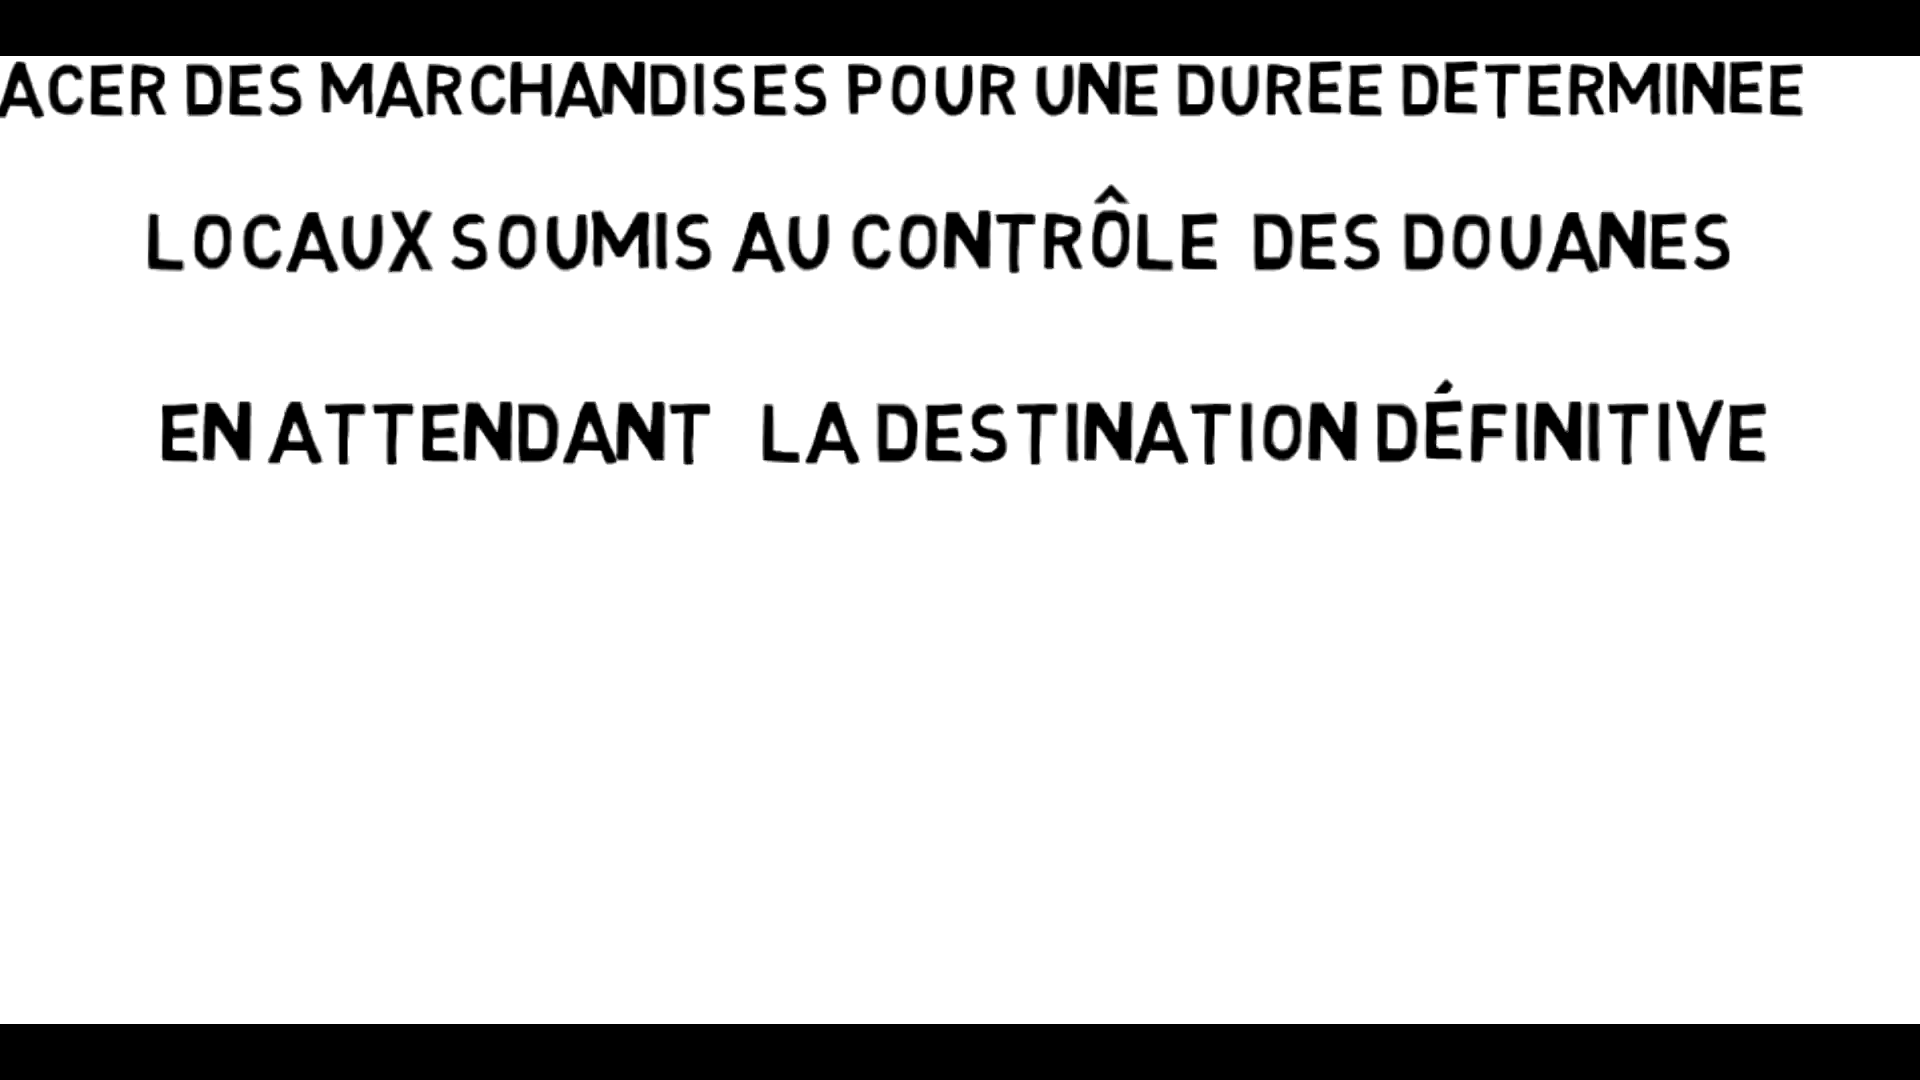 ACER DES MARCHANDISES POUR UNE DUREE DETERMINEE
LOCAUX SOUMIS AU CONTRÔLE DES DOUANES
EN ATTENDANT LA DESTINATION DÉFINITIVE